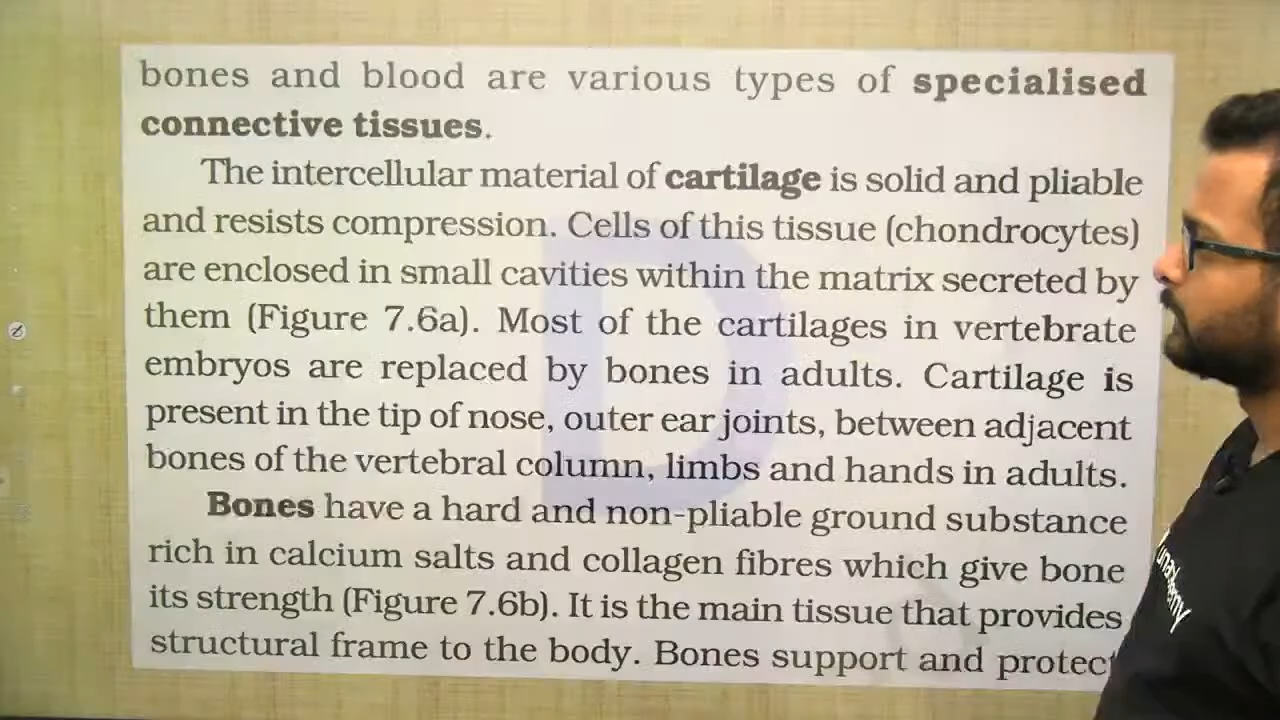 bones and blood are various types of specialised
connective tissues.
The intercellular material of cartilage is solid and pliable
and resists compression. Cells of this tissue (chondrocytes)
are enclosed in small cavities within the matrix secreted by
them (Figure 7.6a). Most of the cartilages in vertebrate
embryos are replaced by bones in adults. Cartilage is
present in the tip of nose, outer ear joints, between adjacent
bones of the vertebral column, limbs and hands in adults.
Bones have a hard and non-pliable ground substance
rich in calcium salts and collagen fibres which give bone
its strength (Figure 7.6b). It is the main tissue that provides
structural frame to the body. Bones support and protect
unacademy